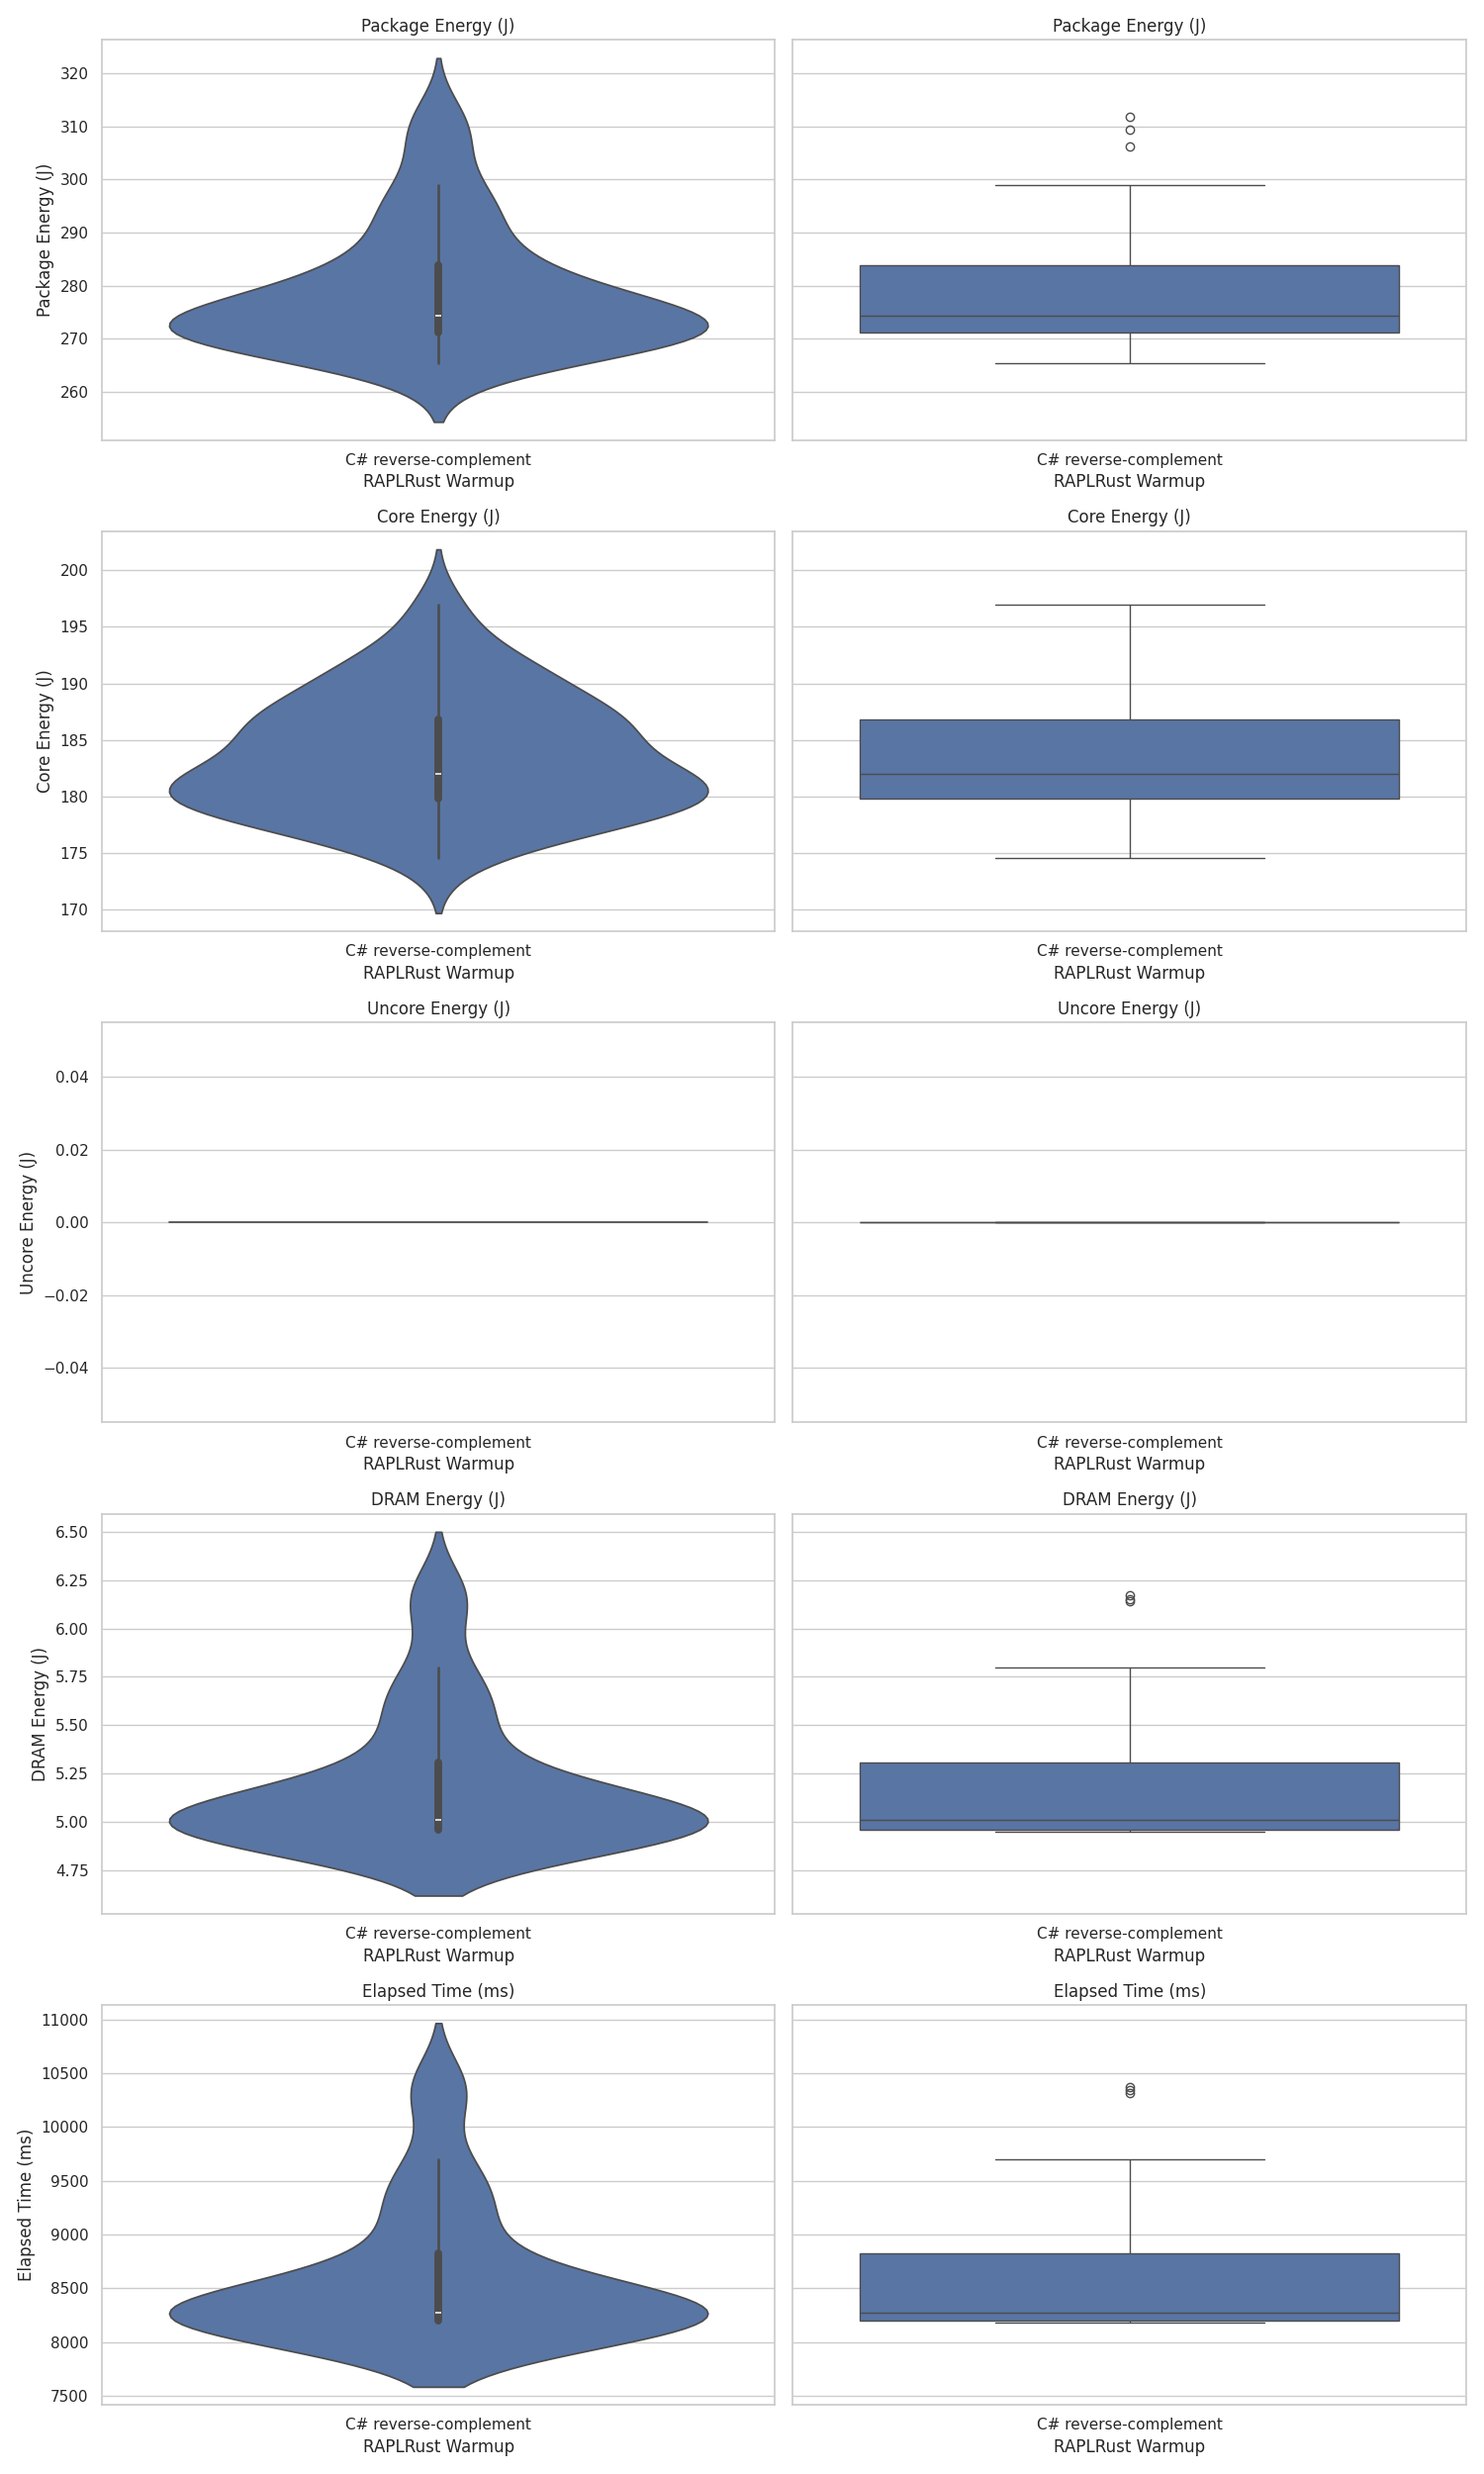 Package Energy (J)
Package Energy (J)
Package Energy (J)
320
310
300
290
280
270
260
C# reverse-complement
RAPLRust Warmup
C# reverse-complement
RAPLRust Warmup
Core Energy (J)
Core Energy (J)
Core Energy (J)
200
195
190
185
180
175
170
C# reverse-complement
RAPLRust Warmup
C# reverse-complement
RAPLRust Warmup
Uncore Energy (J)
Uncore Energy (J)
Uncore Energy (J)
0.04
0.02
0.00
−0.02
−0.04
C# reverse-complement
RAPLRust Warmup
C# reverse-complement
RAPLRust Warmup
DRAM Energy (J)
DRAM Energy (J)
DRAM Energy (J)
6.50
6.25
6.00
5.75
5.50
5.25
5.00
4.75
C# reverse-complement
RAPLRust Warmup
C# reverse-complement
RAPLRust Warmup
Elapsed Time (ms)
Elapsed Time (ms)
Elapsed Time (ms)
11000
10500
10000
9500
9000
8500
8000
7500
C# reverse-complement
RAPLRust Warmup
C# reverse-complement
RAPLRust Warmup